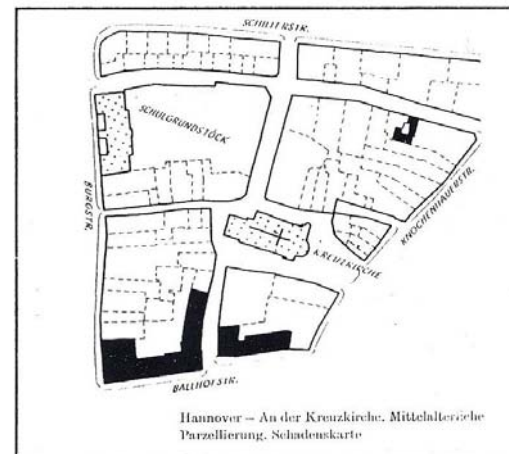 SCHILLERSTR.
SCHULGRUNDSTÜCK
BURGSTR.
KNOCHENHAUERSTR.
KREUZKIRCHE
BALLHOFSTR.
Hannover – An der Kreuzkirche. Mittelalterliche
Parzellierung. Schadenskarte